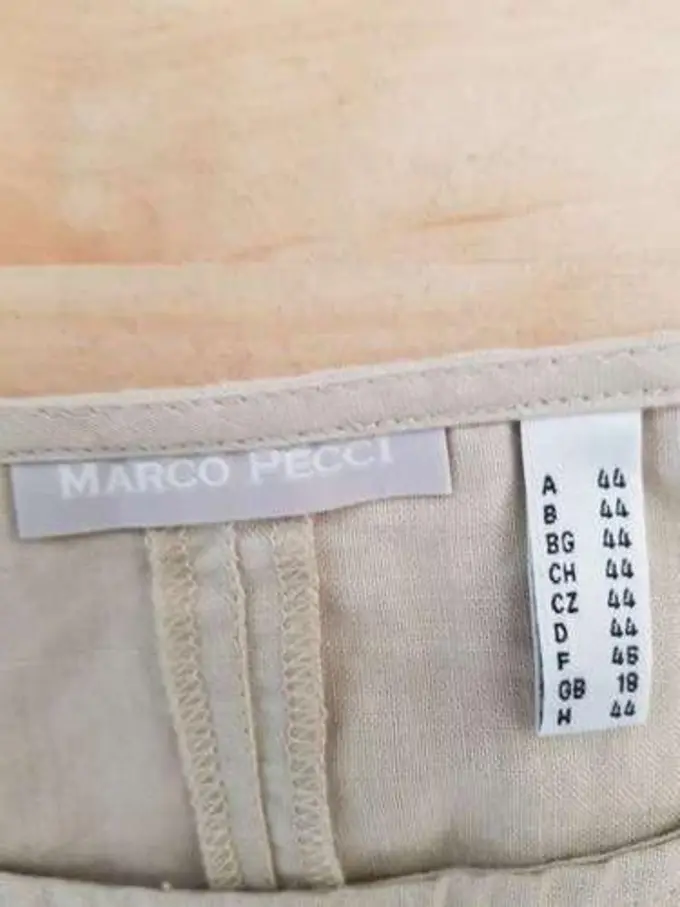 MARCO PECCI
A 44
B 44
BG 44
CH 44
CZ 44
D 44
F 46
GB 18
H 44